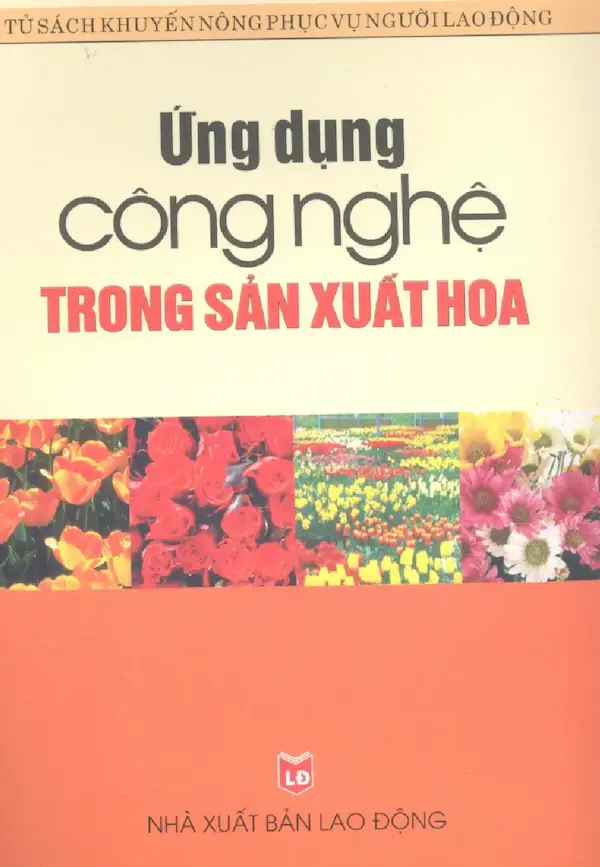 TỦ SÁCH KHUYẾN NÔNG PHỤC VỤ NGƯỜI LAO ĐỘNG
Ứng dụng
công nghệ
TRONG SẢN XUẤT HOA
LĐ
NHÀ XUẤT BẢN LAO ĐỘNG